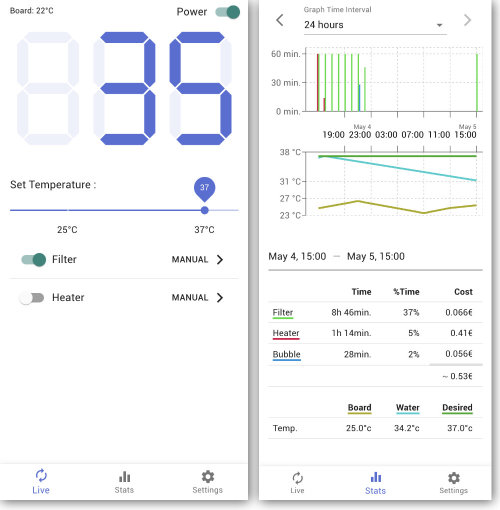 Board: 22°C
Power
35
37
Set Temperature :
25°C 37°C
Filter MANUAL
Heater MANUAL
Live Stats Settings
Graph Time Interval
24 hours
60 min.
30 min.
0 min.
May 4 May 5
19:00 23:00 03:00 07:00 11:00 15:00
38 °C
31 °C
27 °C
23 °C
May 4, 15:00 — May 5, 15:00
Time %Time Cost
Filter 8h 46min. 37% 0.066€
Heater 1h 14min. 5% 0.41€
Bubble 28min. 2% 0.056€
~ 0.53€
Board Water Desired
Temp. 25.0°c 34.2°c 37.0°c
Live Stats Settings